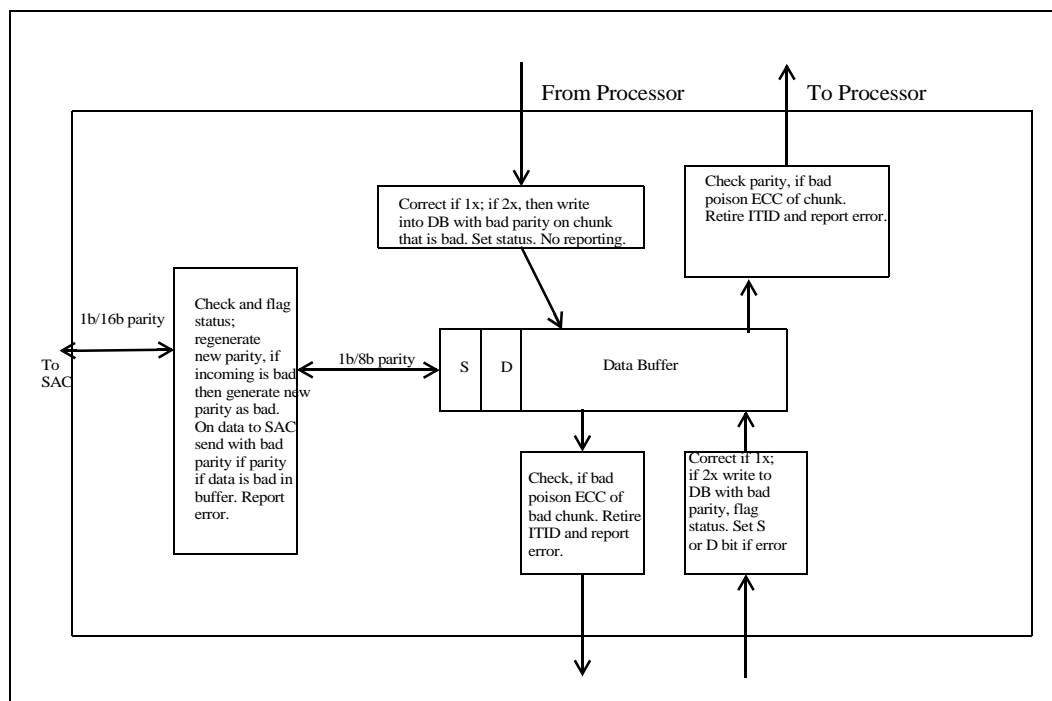 From Processor
To Processor
Correct if 1x; if 2x, then write
into DB with bad parity on chunk
that is bad. Set status. No reporting.
Check parity, if bad
poison ECC of chunk.
Retire ITID and report error.
1b/16b parity
To
SAC
Check and flag
status;
regenerate
new parity, if
incoming is bad
then generate new
parity as bad.
On data to SAC
send with bad
parity if parity
if data is bad in
buffer. Report
error.
1b/8b parity
S
D
Data Buffer
Check, if bad
poison ECC of
bad chunk. Retire
ITID and report
error.
Correct if 1x;
if 2x write to
DB with bad
parity, flag
status. Set S
or D bit if error